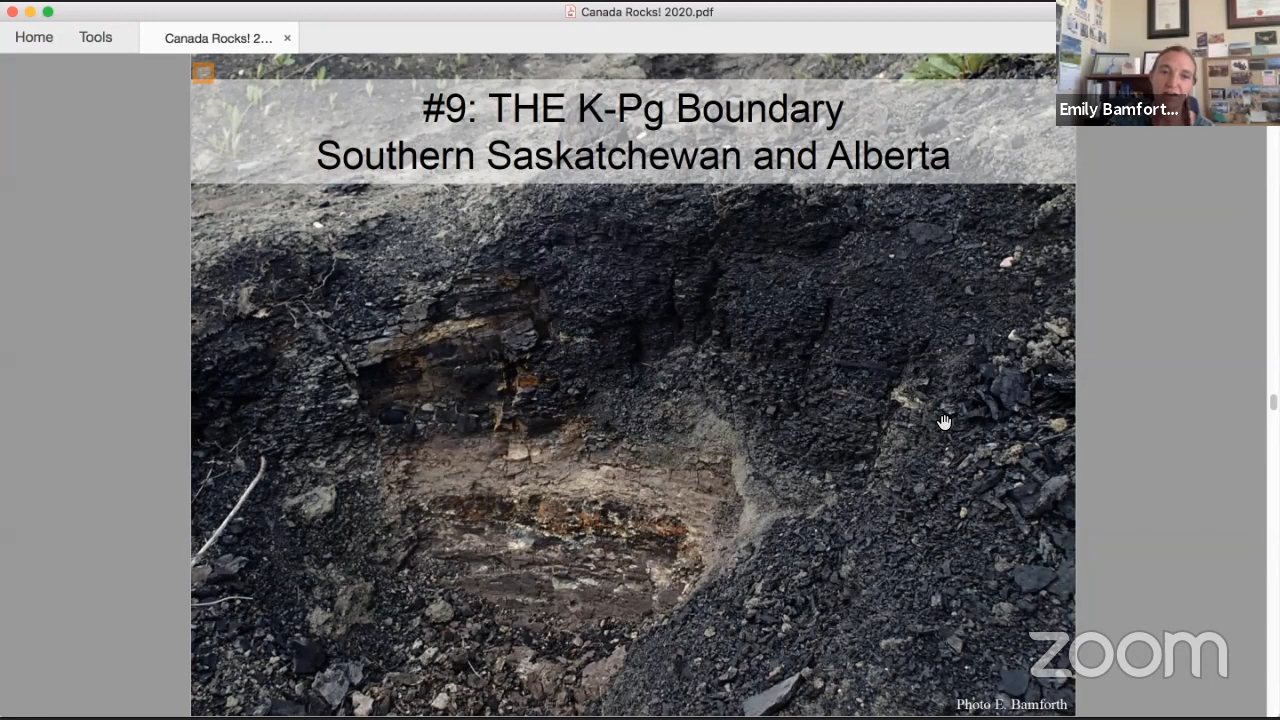 Canada Rocks! 2020.pdf
Home
Tools
Canada Rocks! 2...
×
Emily Bamfort...
#9: THE K-Pg Boundary
Southern Saskatchewan and Alberta
zoom
Photo E. Bamforth